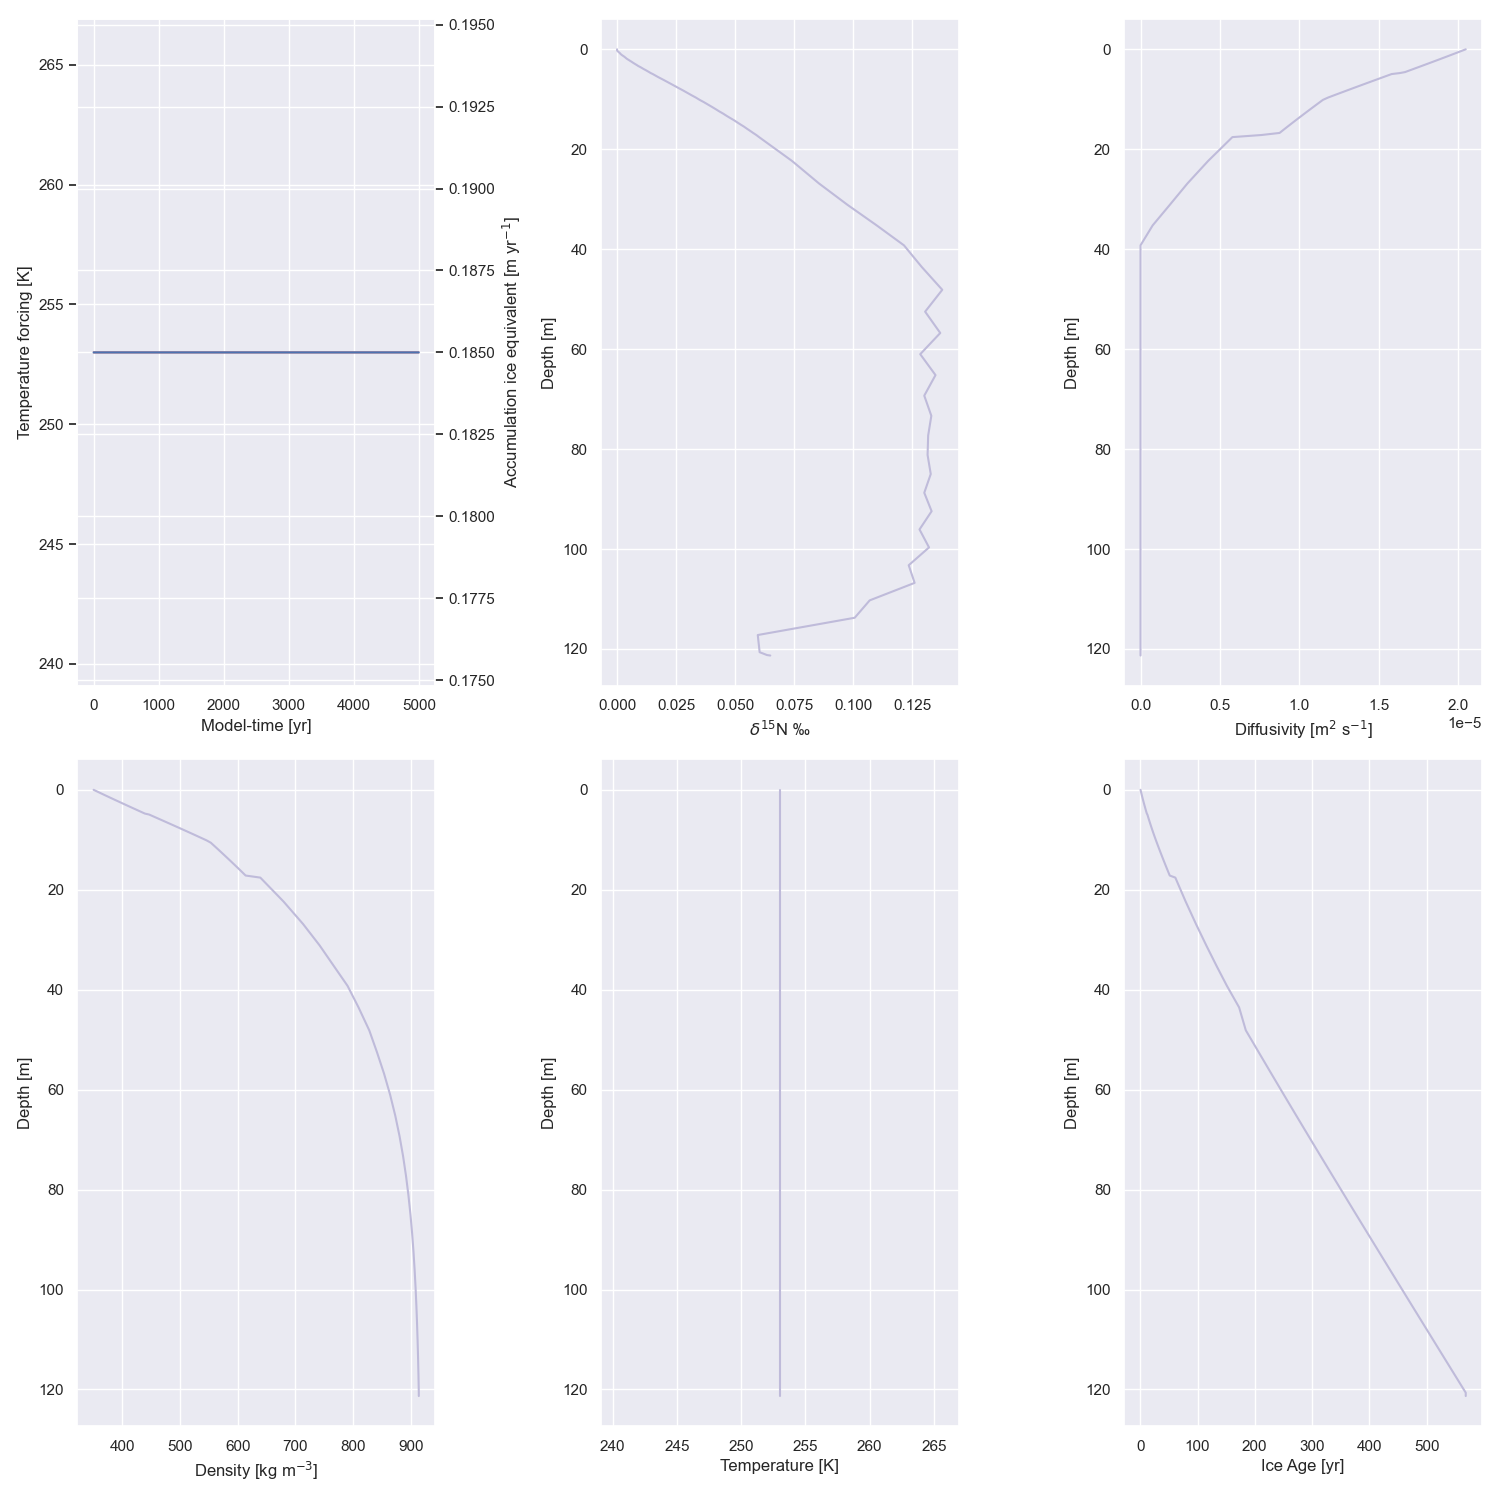 265
260
255
250
245
240
Temperature forcing [K]
0 1000 2000 3000 4000 5000
Model-time [yr]
0.1950
0.1925
0.1900
0.1875
0.1850
0.1825
0.1800
0.1775
0.1750
Accumulation ice equivalent [m yr⁻¹]
0
20
40
60
80
100
120
Depth [m]
0.000 0.025 0.050 0.075 0.100 0.125
δ¹⁵N ‰
0
20
40
60
80
100
120
Depth [m]
0.0 0.5 1.0 1.5 2.0
1e−5
Diffusivity [m² s⁻¹]
0
20
40
60
80
100
120
Depth [m]
400 500 600 700 800 900
Density [kg m⁻³]
0
20
40
60
80
100
120
Depth [m]
240 245 250 255 260 265
Temperature [K]
0
20
40
60
80
100
120
Depth [m]
0 100 200 300 400 500
Ice Age [yr]